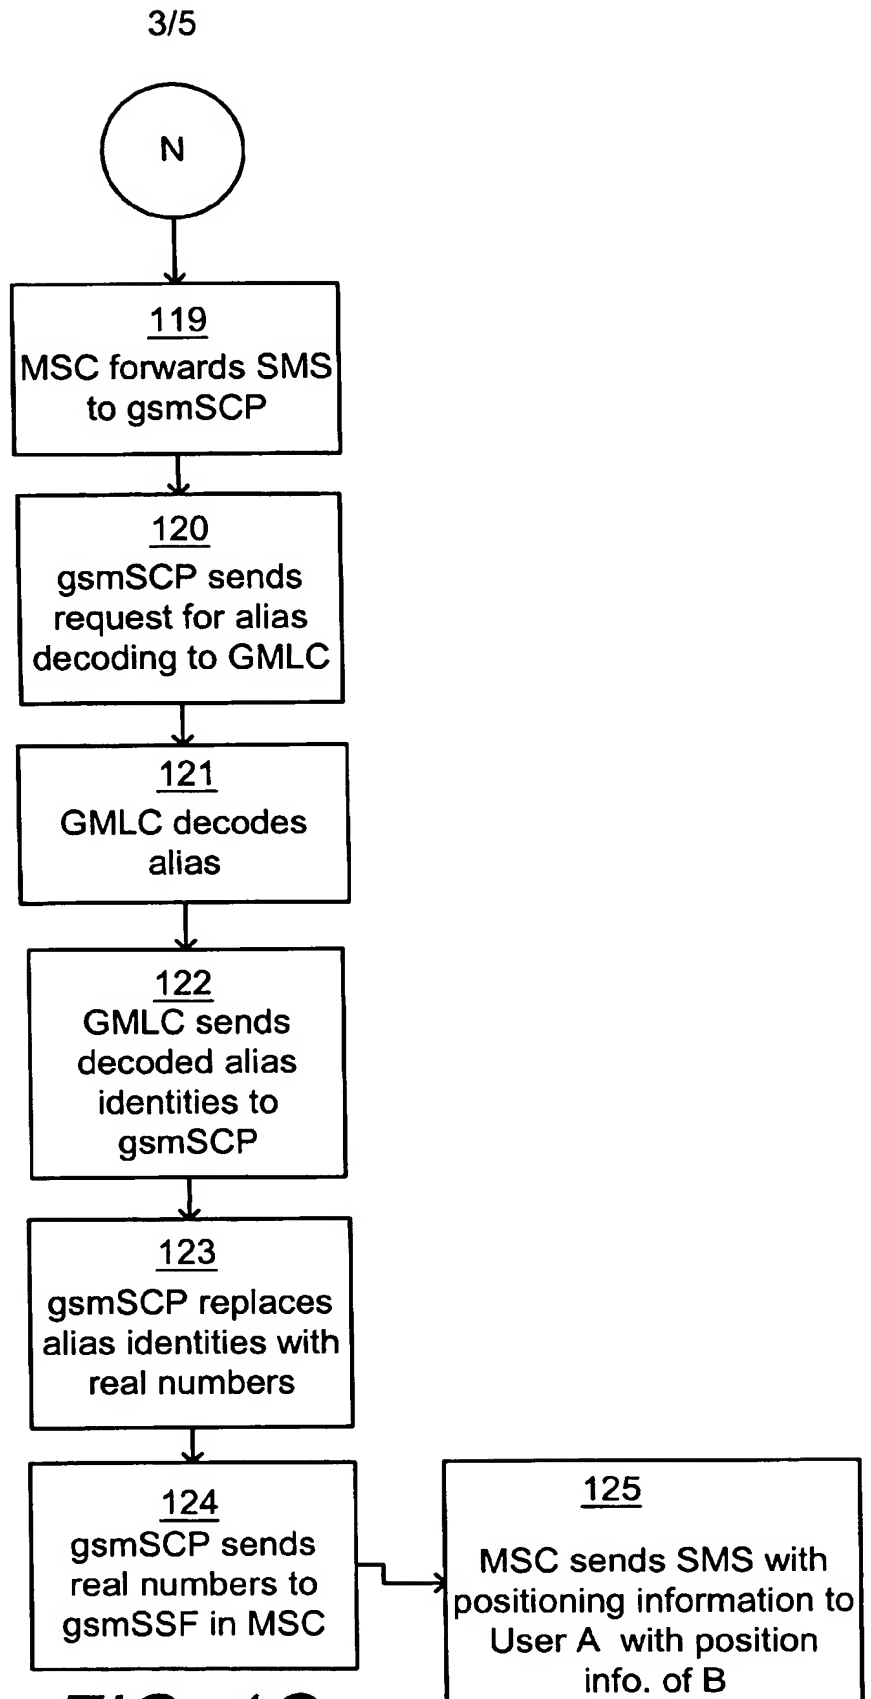 3/5
N
119
MSC forwards SMS
to gsmSCP
120
gsmSCP sends
request for alias
decoding to GMLC
121
GMLC decodes
alias
122
GMLC sends
decoded alias
identities to
gsmSCP
123
gsmSCP replaces
alias identities with
real numbers
124
gsmSCP sends
real numbers to
gsmSSF in MSC
125
MSC sends SMS with
positioning information to
User A with position
info. of B